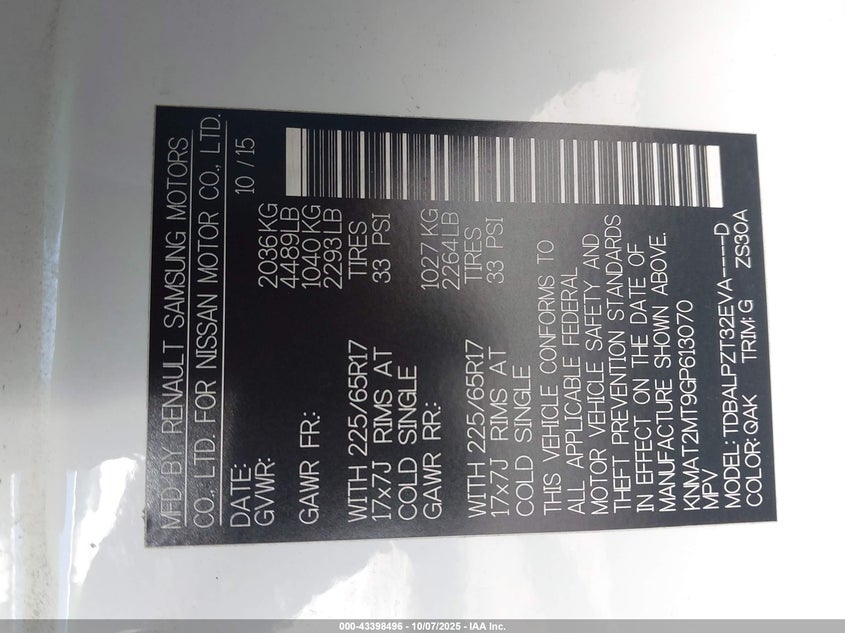 MFD BY RENAULT SAMSUNG MOTORS
CO., LTD. FOR NISSAN MOTOR CO., LTD.
DATE: 10 / 15
GVWR: 2036KG
4489LB
GAWR FR: 1040 KG
2293 LB
WITH 225/65R17 TIRES
17x7J RIMS AT 33 PSI
COLD SINGLE
GAWR RR: 1027 KG
2264LB
WITH 225/65R17 TIRES
17x7J RIMS AT 33 PSI
COLD SINGLE
THIS VEHICLE CONFORMS TO
ALL APPLICABLE FEDERAL
MOTOR VEHICLE SAFETY AND
THEFT PREVENTION STANDARDS
IN EFFECT ON THE DATE OF
MANUFACTURE SHOWN ABOVE.
KNMAT2MT9GP613070
MPV
MODEL: TDBALPZT32EVA----D
COLOR: QAK TRIM: G ZS30A
000-43398496 - 10/07/2025 - IAA Inc.